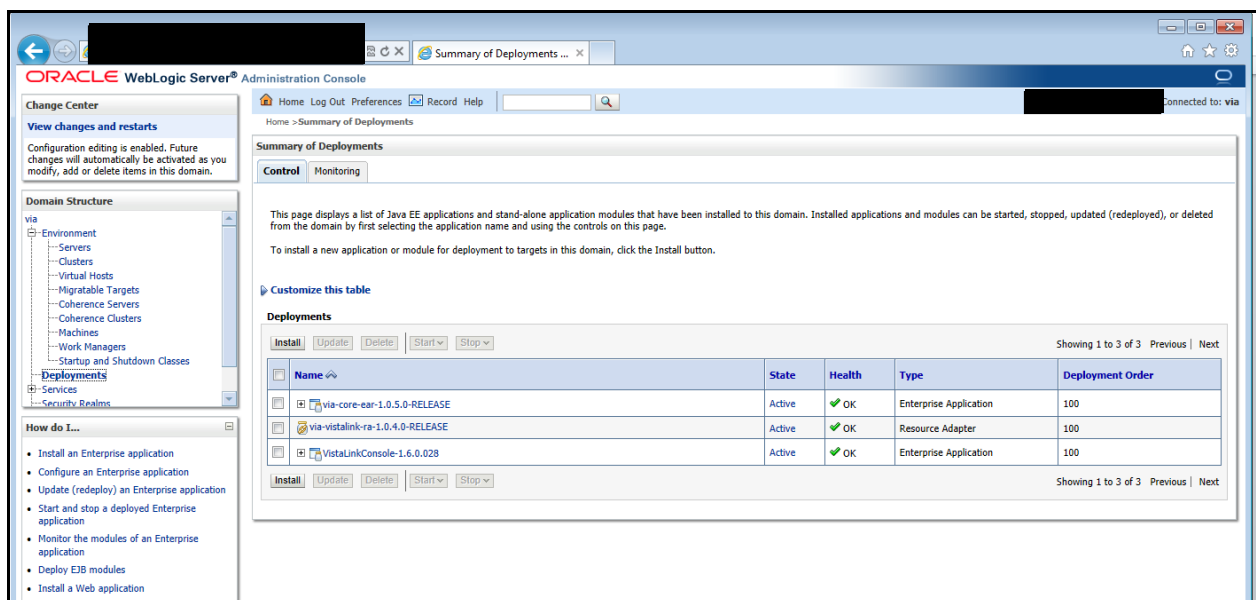 Summary of Deployments ...
ORACLE WebLogic Server® Administration Console
Change Center
View changes and restarts
Configuration editing is enabled. Future
changes will automatically be activated as you
modify, add or delete items in this domain.
Domain Structure
via
Environment
Servers
Clusters
Virtual Hosts
Migratable Targets
Coherence Servers
Coherence Clusters
Machines
Work Managers
Startup and Shutdown Classes
Deployments
Services
Security Realms
How do I...
Install an Enterprise application
Configure an Enterprise application
Update (redeploy) an Enterprise application
Start and stop a deployed Enterprise
application
Monitor the modules of an Enterprise
application
Deploy EJB modules
Install a Web application
Home Log Out Preferences Record Help
Connected to: via
Home >Summary of Deployments
Summary of Deployments
Control Monitoring
This page displays a list of Java EE applications and stand-alone application modules that have been installed to this domain. Installed applications and modules can be started, stopped, updated (redeployed), or deleted
from the domain by first selecting the application name and using the controls on this page.
To install a new application or module for deployment to targets in this domain, click the Install button.
Customize this table
Deployments
Install Update Delete Start Stop Showing 1 to 3 of 3 Previous | Next
Name State Health Type Deployment Order
via-core-ear-1.0.5.0-RELEASE Active OK Enterprise Application 100
via-vistalink-ra-1.0.4.0-RELEASE Active OK Resource Adapter 100
VistaLinkConsole-1.6.0.028 Active OK Enterprise Application 100
Install Update Delete Start Stop Showing 1 to 3 of 3 Previous | Next